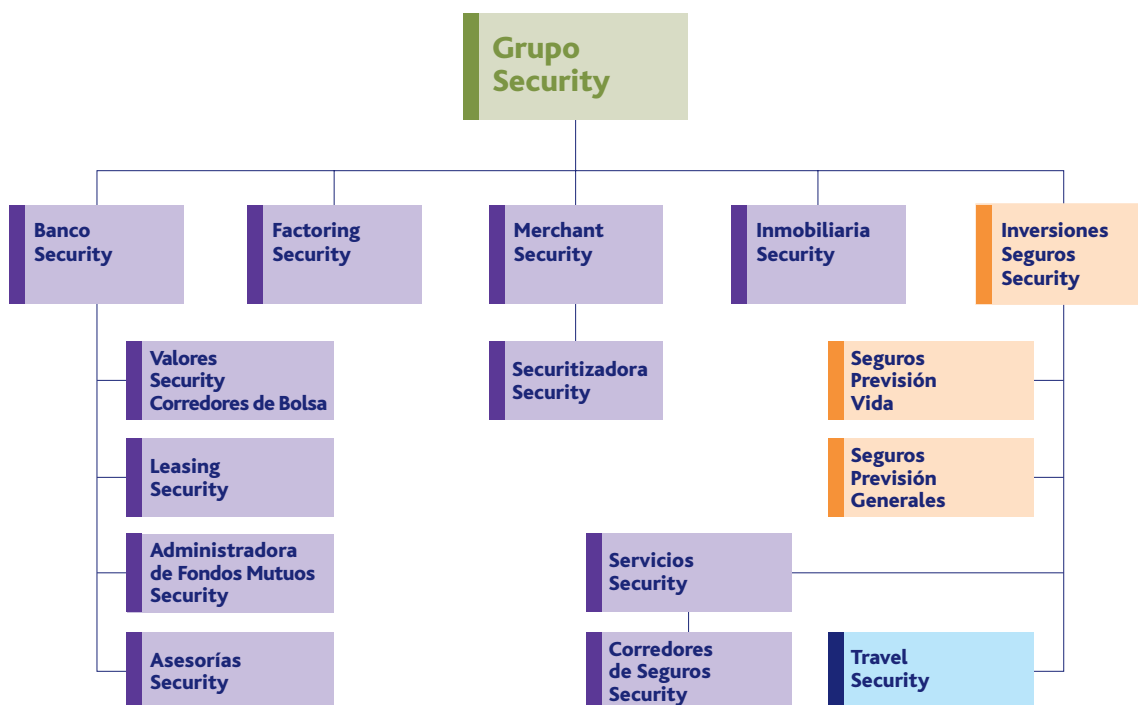 Grupo
Security
Banco
Security
Factoring
Security
Merchant
Security
Inmobiliaria
Security
Inversiones
Seguros
Security
Valores
Security
Corredores de Bolsa
Securitizadora
Security
Seguros
Previsión
Vida
Leasing
Security
Seguros
Previsión
Generales
Administradora
de Fondos Mutuos
Security
Servicios
Security
Asesorías
Security
Corredores
de Seguros
Security
Travel
Security